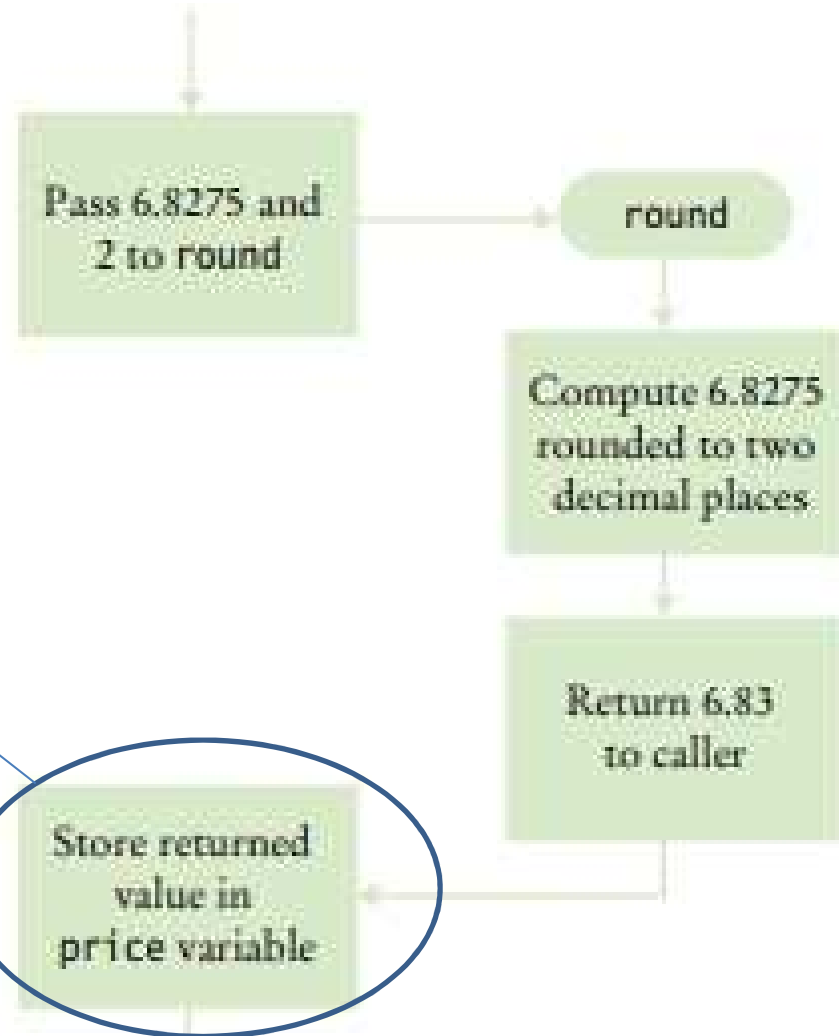 Pass 6.8275 and
2 to round
round
Compute 6.8275
rounded to two
decimal places
Return 6.83
to caller
Store returned
value in
price variable